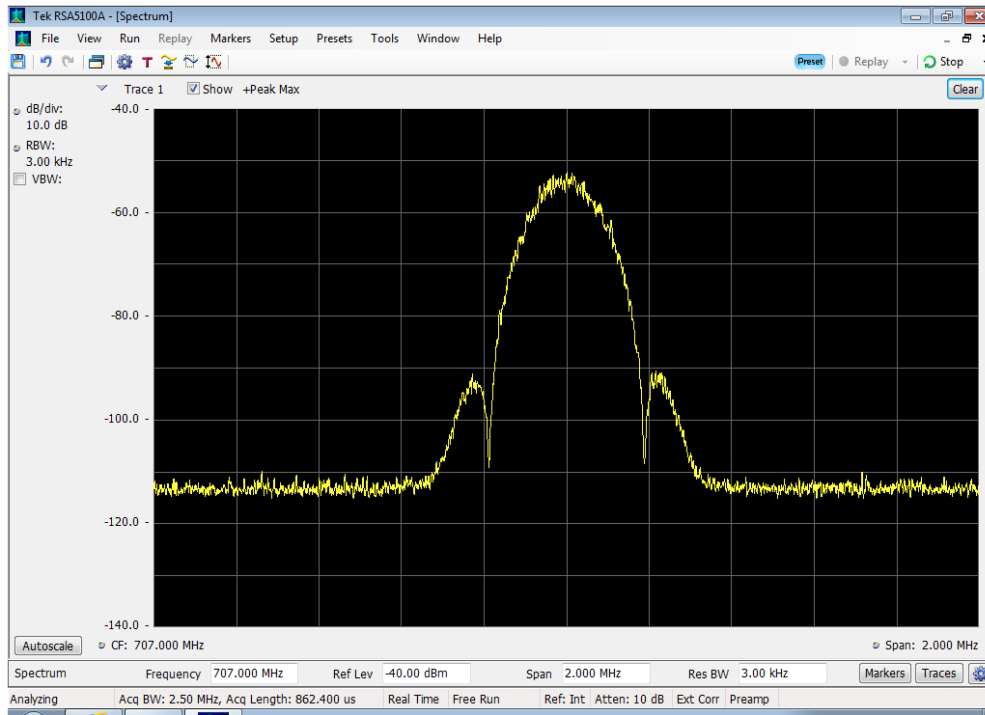 Tek RSA5100A - [Spectrum]
File View Run Replay Markers Setup Presets Tools Window Help
T Preset Replay Stop
Trace 1 Show +Peak Max Clear
dB/div:
10.0 dB
RBW:
3.00 kHz
VBW:
-40.0 -
-60.0 -
-80.0 -
-100.0 -
-120.0 -
-140.0 -
Autoscale CF: 707.000 MHz Span: 2.000 MHz
Spectrum Frequency 707.000 MHz Ref Lev -40.00 dBm Span 2.000 MHz Res BW 3.00 kHz Markers Traces
Analyzing Acq BW: 2.50 MHz, Acq Length: 862.400 us Real Time Free Run Ref: Int Atten: 10 dB Ext Corr Preamp